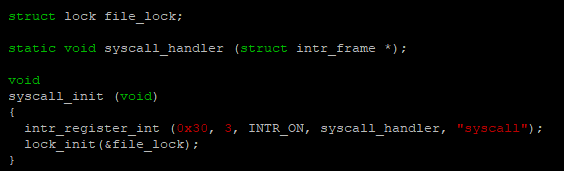 struct lock file_lock;
static void syscall_handler (struct intr_frame *);
void
syscall_init (void)
{
  intr_register_int (0x30, 3, INTR_ON, syscall_handler, "syscall");
  lock_init(&file_lock);
}